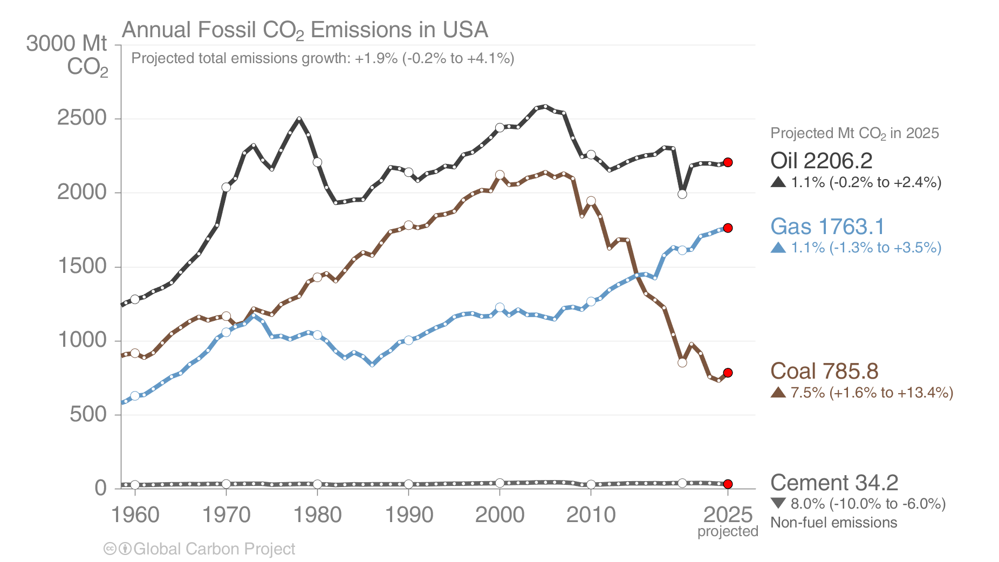 Annual Fossil CO₂ Emissions in USA
Projected total emissions growth: +1.9% (-0.2% to +4.1%)
3000 Mt
CO₂
2500
2000
1500
1000
500
0
1960 1970 1980 1990 2000 2010 2025
projected
Projected Mt CO₂ in 2025
Oil 2206.2
▲ 1.1% (-0.2% to +2.4%)
Gas 1763.1
▲ 1.1% (-1.3% to +3.5%)
Coal 785.8
▲ 7.5% (+1.6% to +13.4%)
Cement 34.2
▼ 8.0% (-10.0% to -6.0%)
Non-fuel emissions
cc Global Carbon Project